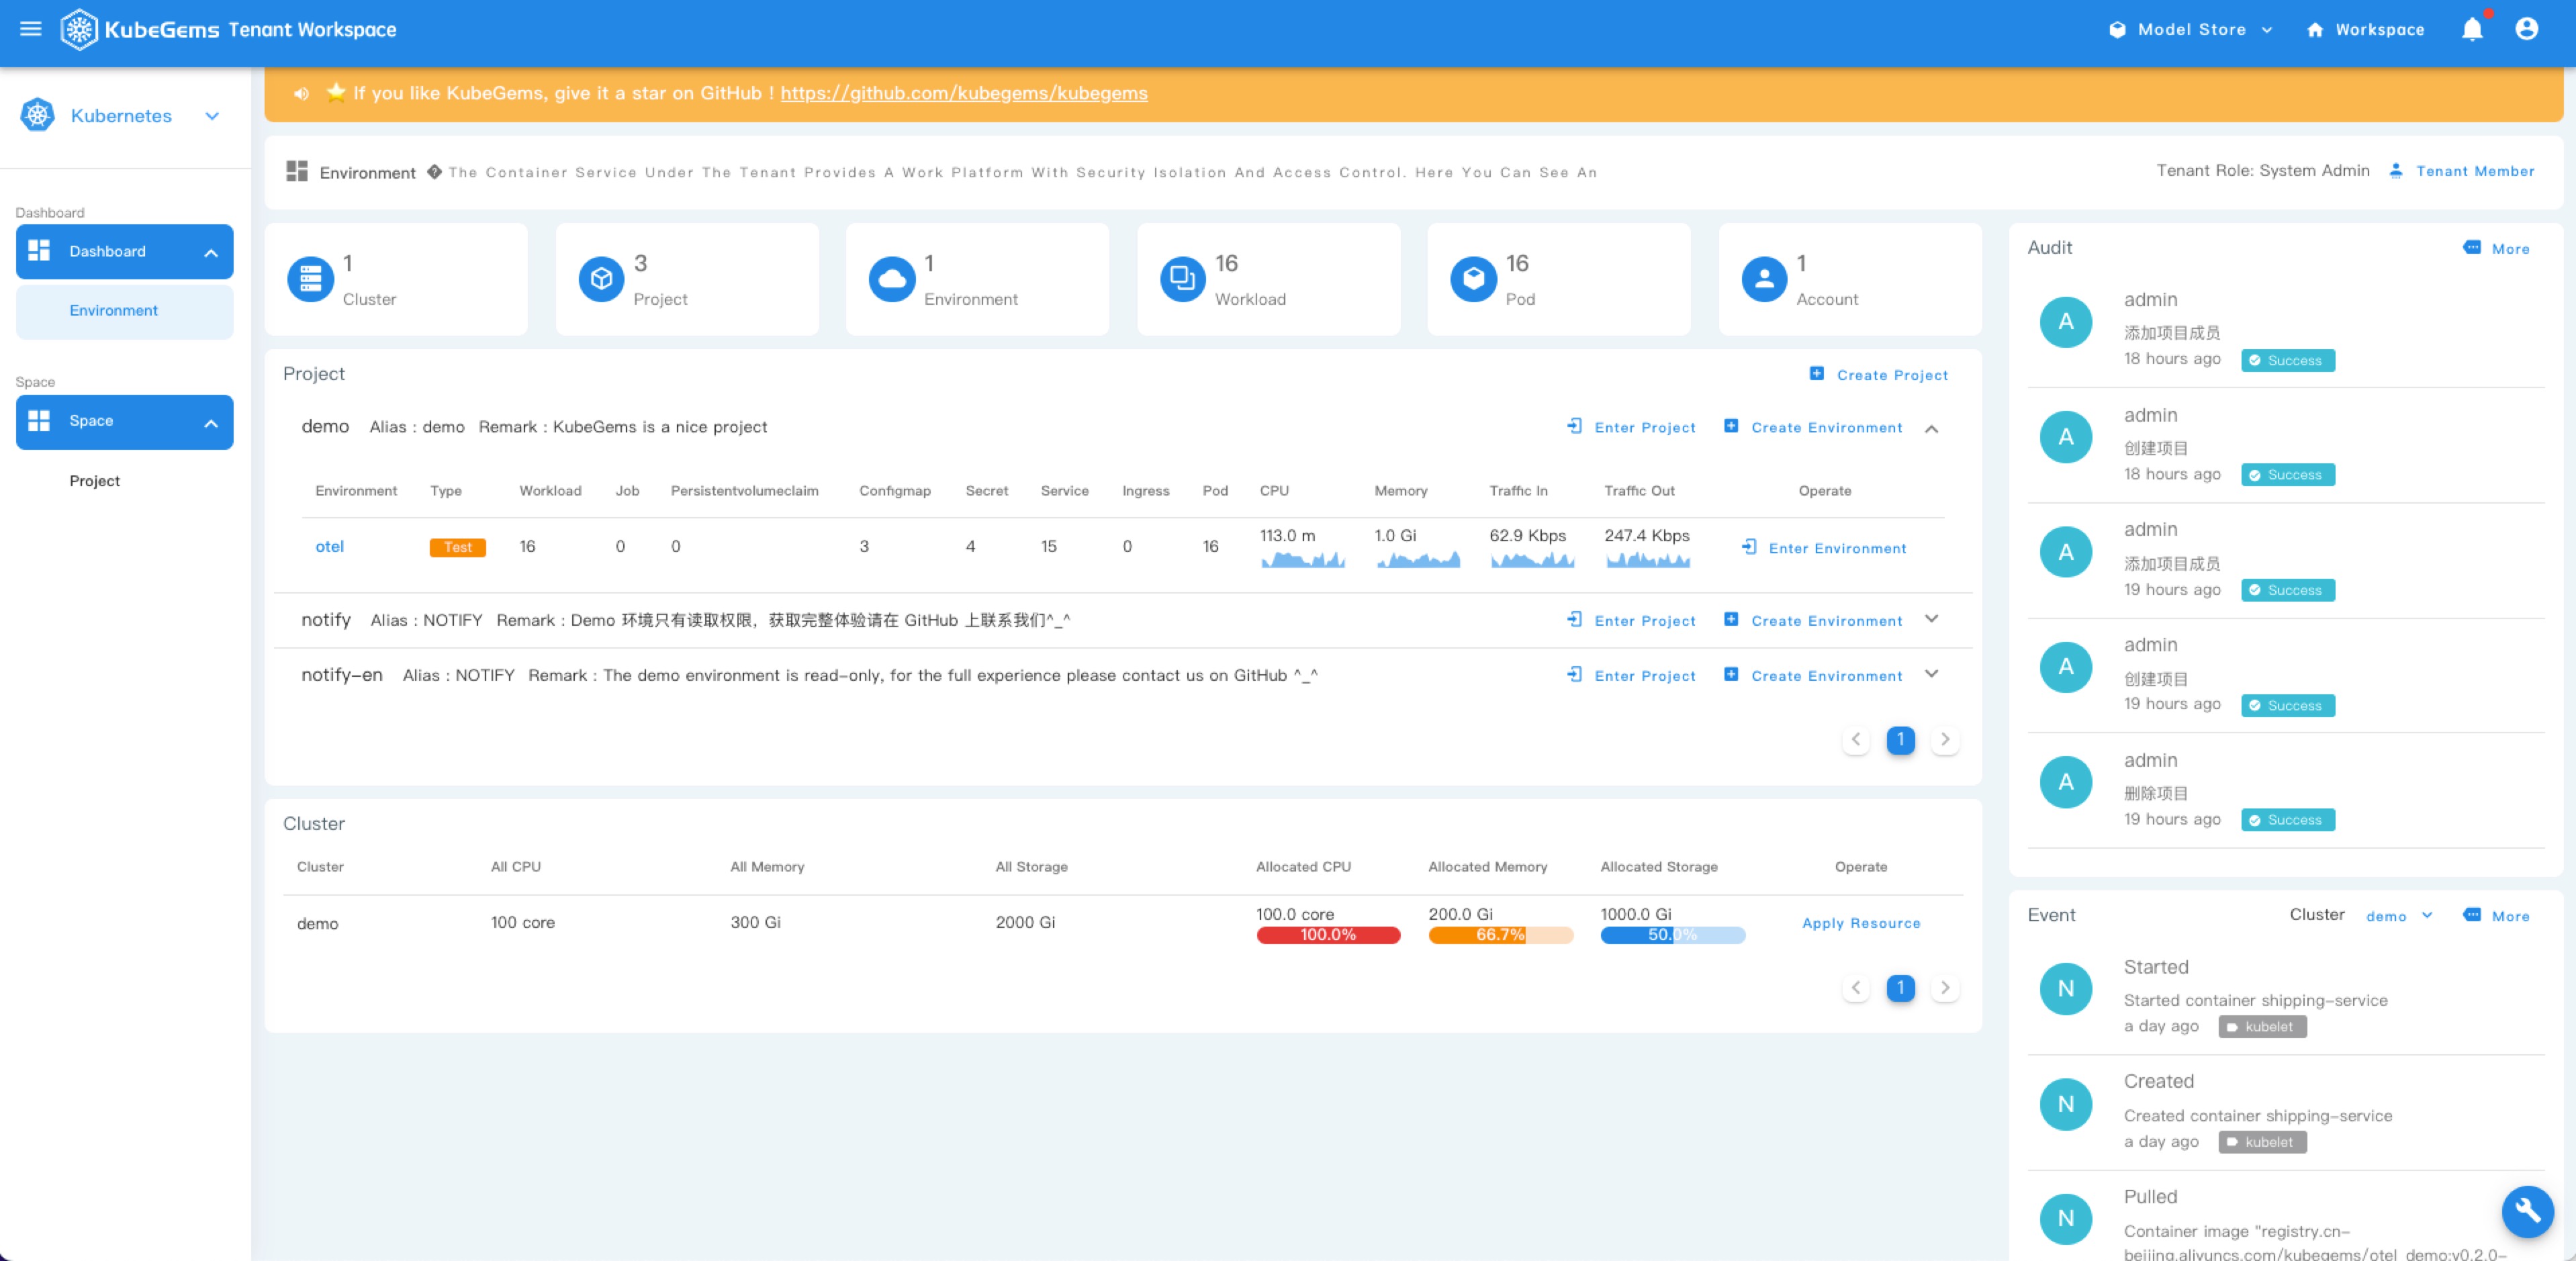 KubeGems Tenant Workspace
Model Store
Workspace
If you like KubeGems, give it a star on GitHub ! https://github.com/kubegems/kubegems
Kubernetes
Dashboard
Dashboard
Environment
Space
Space
Project
Environment The Container Service Under The Tenant Provides A Work Platform With Security Isolation And Access Control. Here You Can See An
Tenant Role: System Admin Tenant Member
1
Cluster
3
Project
1
Environment
16
Workload
16
Pod
1
Account
Project Create Project
demo Alias : demo Remark : KubeGems is a nice project Enter Project Create Environment
Environment Type Workload Job Persistentvolumeclaim Configmap Secret Service Ingress Pod CPU Memory Traffic In Traffic Out Operate
otel Test 16 0 0 3 4 15 0 16 113.0 m 1.0 Gi 62.9 Kbps 247.4 Kbps Enter Environment
notify Alias : NOTIFY Remark : Demo 环境只有读取权限，获取完整体验请在 GitHub 上联系我们^_^ Enter Project Create Environment
notify-en Alias : NOTIFY Remark : The demo environment is read-only, for the full experience please contact us on GitHub ^_^ Enter Project Create Environment
1
Cluster
Cluster All CPU All Memory All Storage Allocated CPU Allocated Memory Allocated Storage Operate
demo 100 core 300 Gi 2000 Gi 100.0 core 200.0 Gi 1000.0 Gi Apply Resource
100.0% 66.7% 50.0%
1
Audit More
A
admin
添加项目成员
18 hours ago Success
A
admin
创建项目
18 hours ago Success
A
admin
添加项目成员
19 hours ago Success
A
admin
创建项目
19 hours ago Success
A
admin
删除项目
19 hours ago Success
Event Cluster demo More
N
Started
Started container shipping-service
a day ago kubelet
N
Created
Created container shipping-service
a day ago kubelet
N
Pulled
Container image "registry.cn-
beijing.aliyuncs.com/kubegems/otel_demo:v0.2.0-